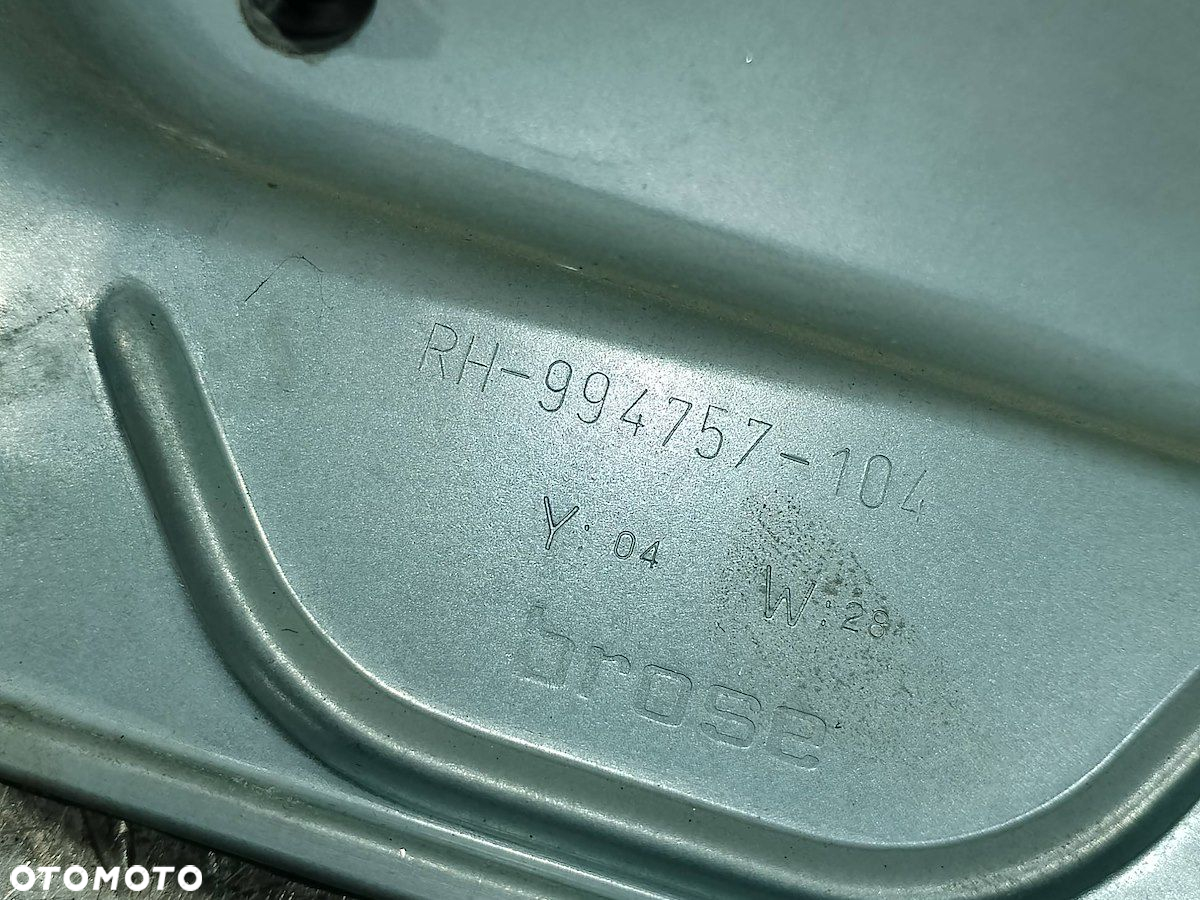 RH-994757-104
Y: 04 W: 28
brose
OTOMOTO